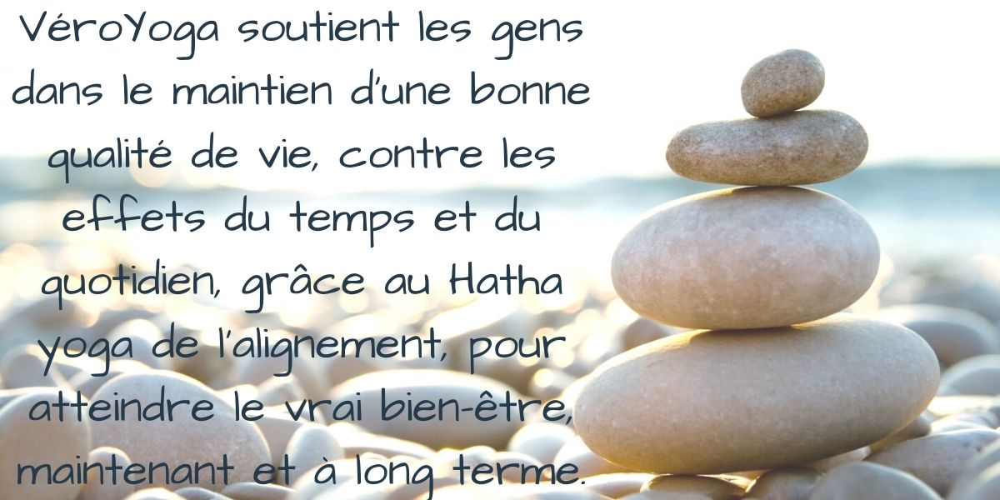 VéroYoga soutient les gens
dans le maintien d'une bonne
qualité de vie, contre les
effets du temps et du
quotidien, grâce au Hatha
yoga de l'alignement, pour
atteindre le vrai bien-être,
maintenant et à long terme.